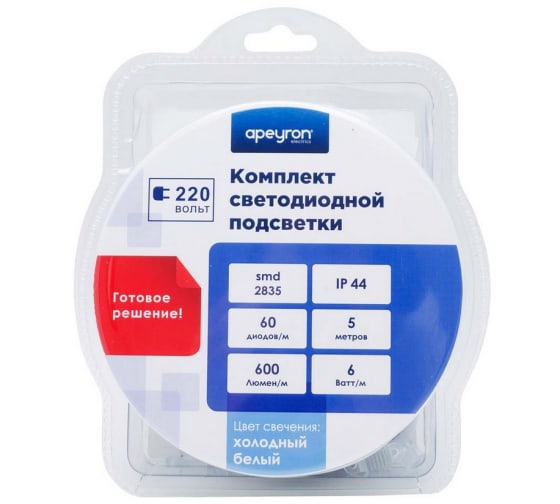 apeyron®
electrics
220
вольт
Комплект
светодиодной
подсветки
Готовое
решение!
smd
2835
IP 44
60
диодов/м
5
метров
600
Люмен/м
6
Ватт/м
Цвет свечения:
холодный
белый